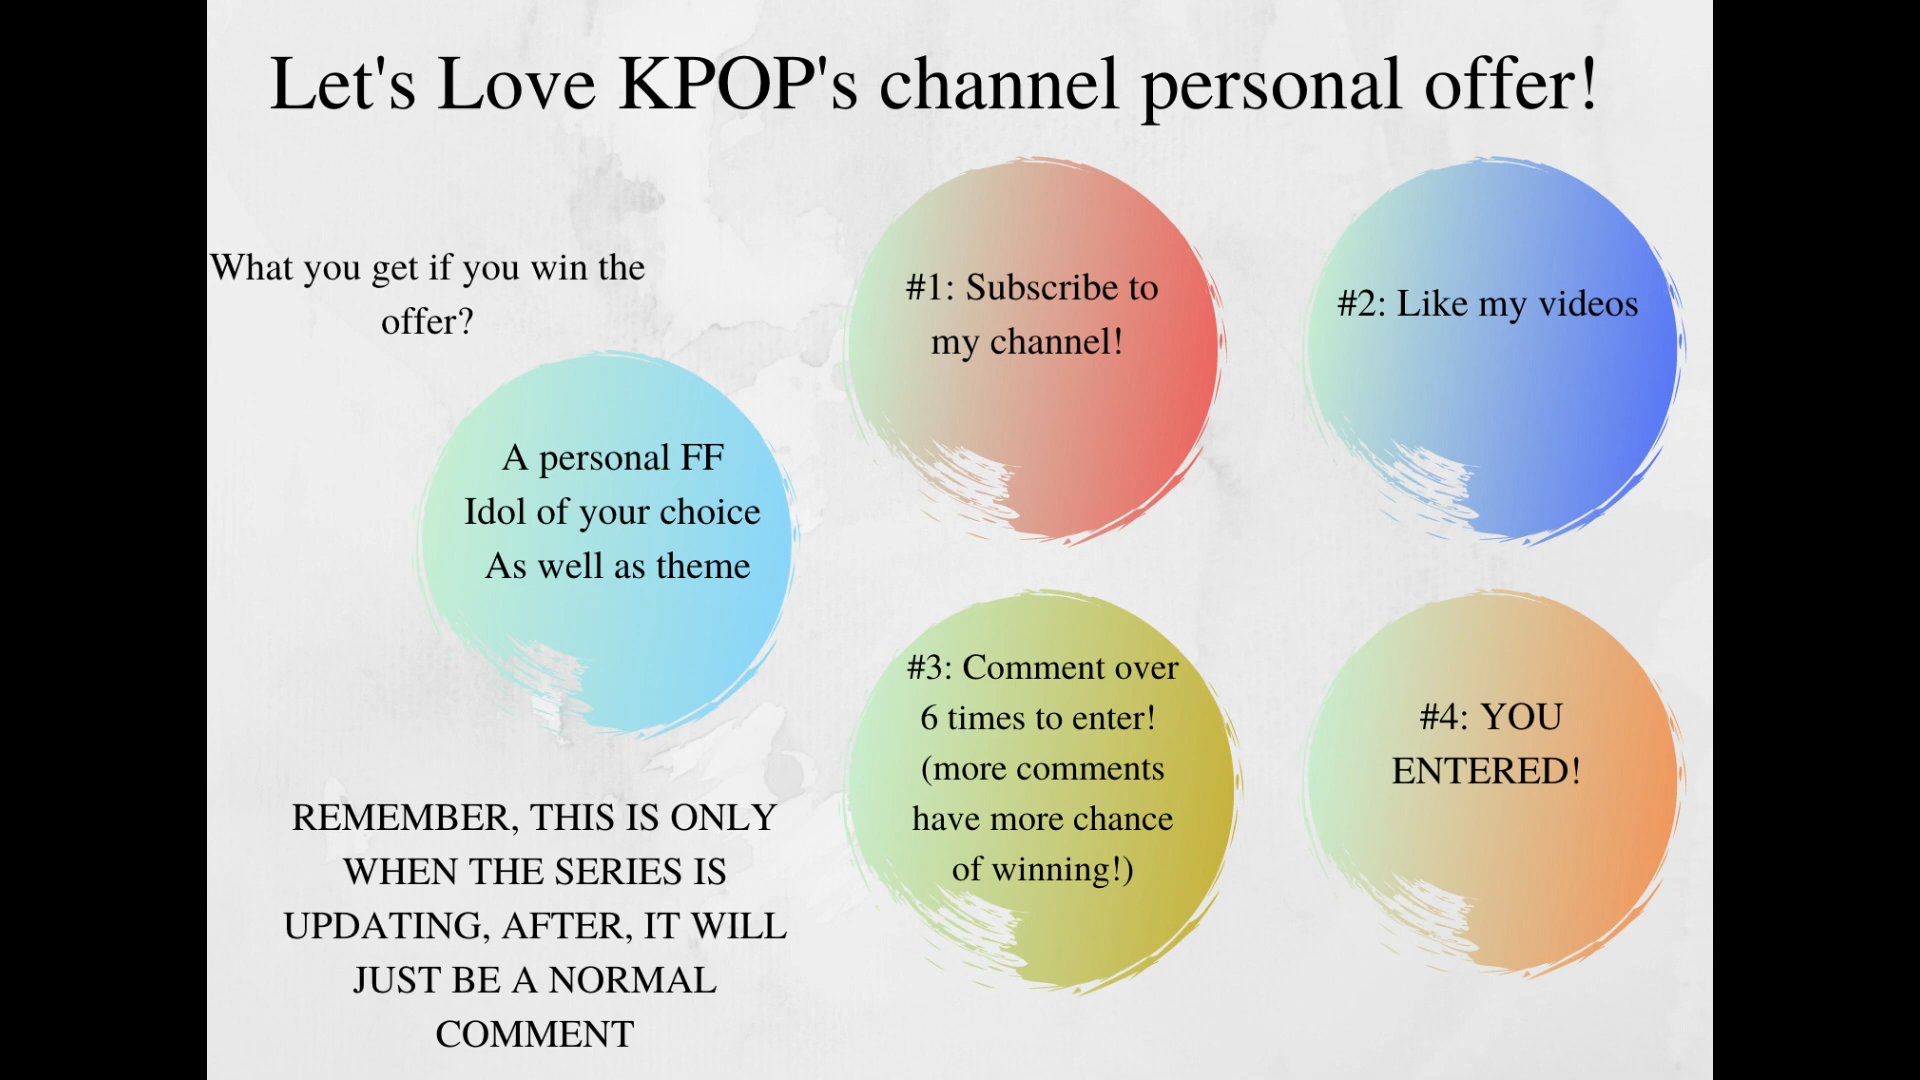 Let's Love KPOP's channel personal offer!
What you get if you win the
offer?
A personal FF
Idol of your choice
As well as theme
REMEMBER, THIS IS ONLY
WHEN THE SERIES IS
UPDATING, AFTER, IT WILL
JUST BE A NORMAL
COMMENT
#1: Subscribe to
my channel!
#2: Like my videos
#3: Comment over
6 times to enter!
(more comments
have more chance
of winning!)
#4: YOU
ENTERED!